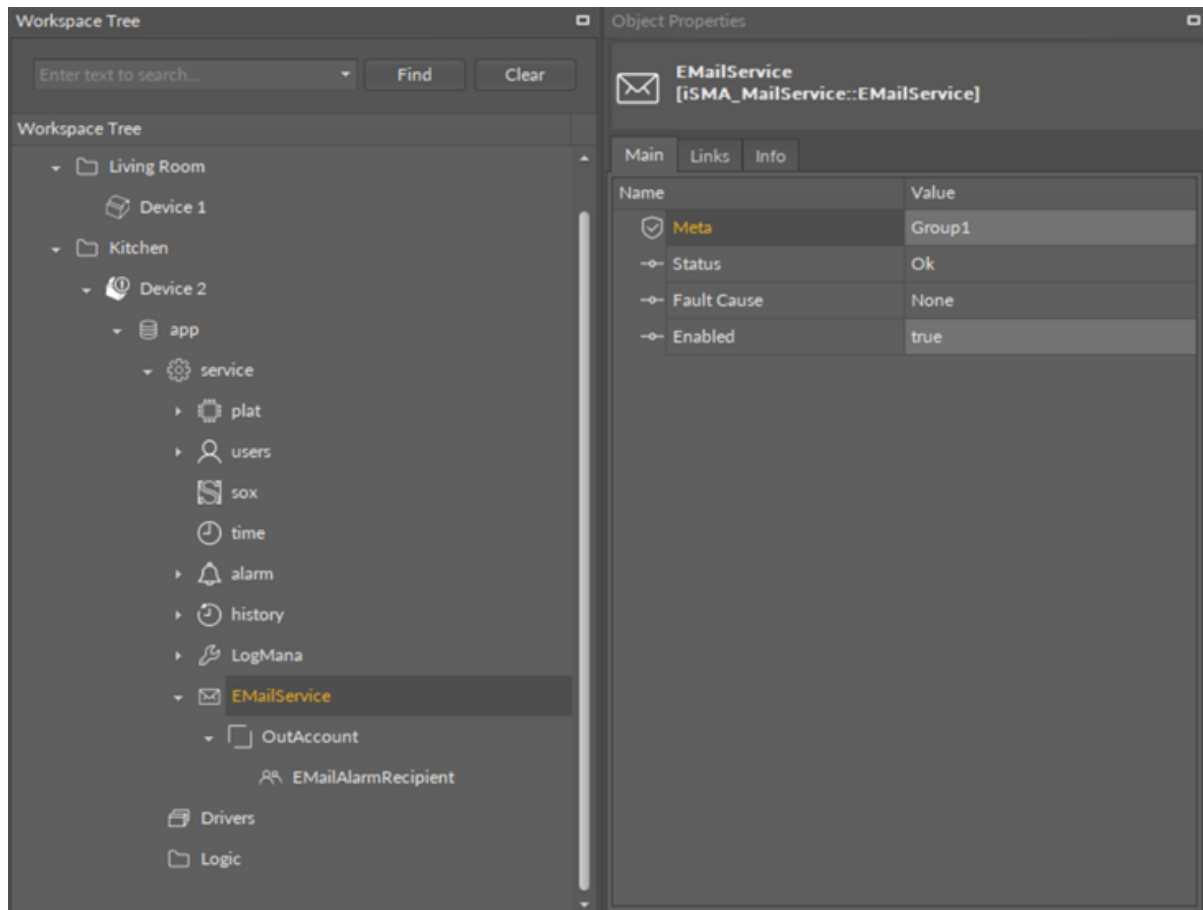 Workspace Tree
Enter text to search...
Find
Clear
Workspace Tree
Living Room
Device 1
Kitchen
Device 2
app
service
plat
users
sox
time
alarm
history
LogMana
EMailService
OutAccount
EMailAlarmRecipient
Drivers
Logic
Object Properties
EMailService
[iSMA_MailService::EMailService]
Main Links Info
Name Value
Meta Group1
Status Ok
Fault Cause None
Enabled true